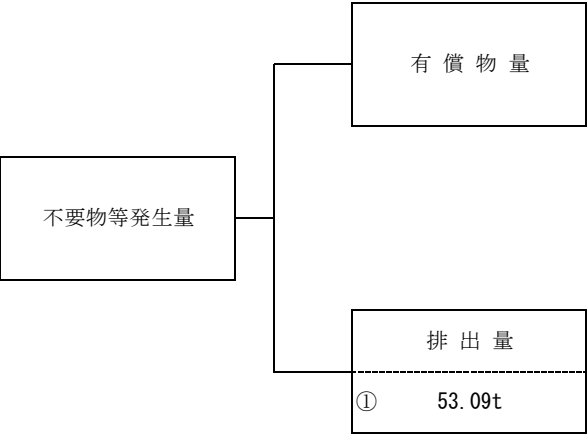 有 償 物 量
不要物等発生量
排 出 量
① 53.09t